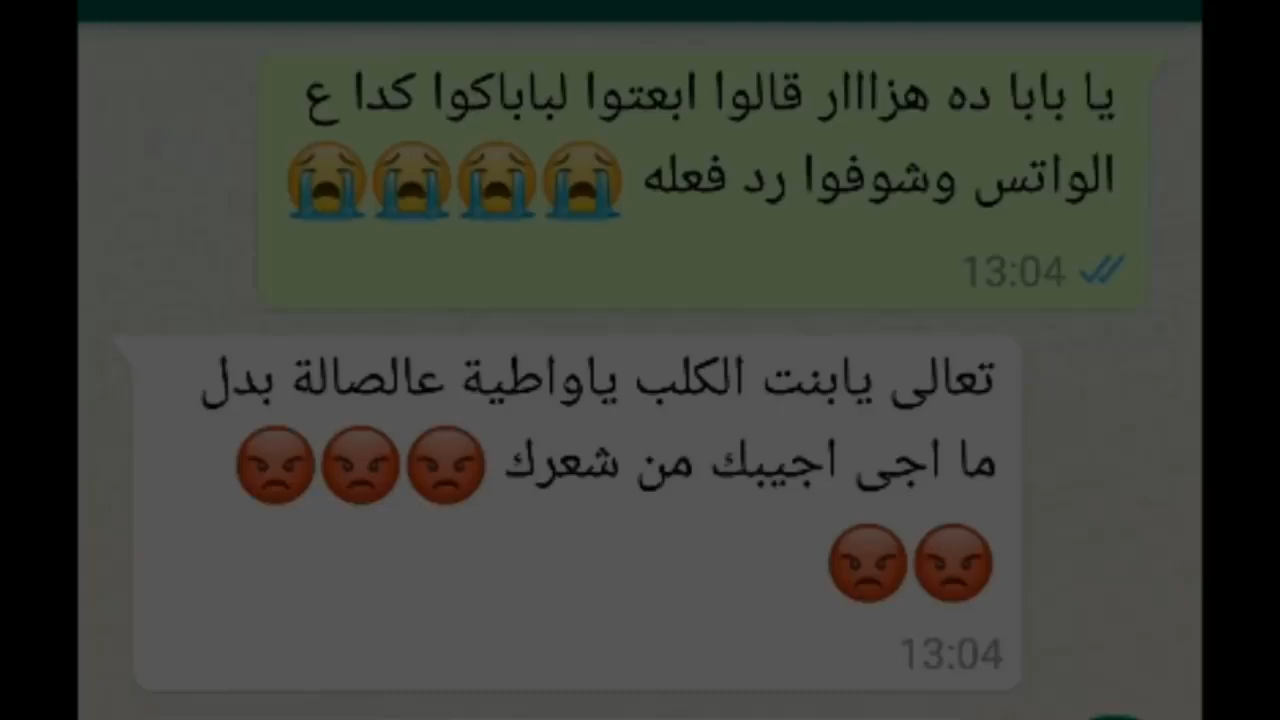 يا بابا ده هزااار قالوا ابعتوا لباباكوا كدا ع
الواتس وشوفوا رد فعله 😭😭😭😭
13:04
تعالى يابنت الكلب ياواطية عالصالة بدل
ما اجى اجيبك من شعرك 😡😡😡
😡😡
13:04